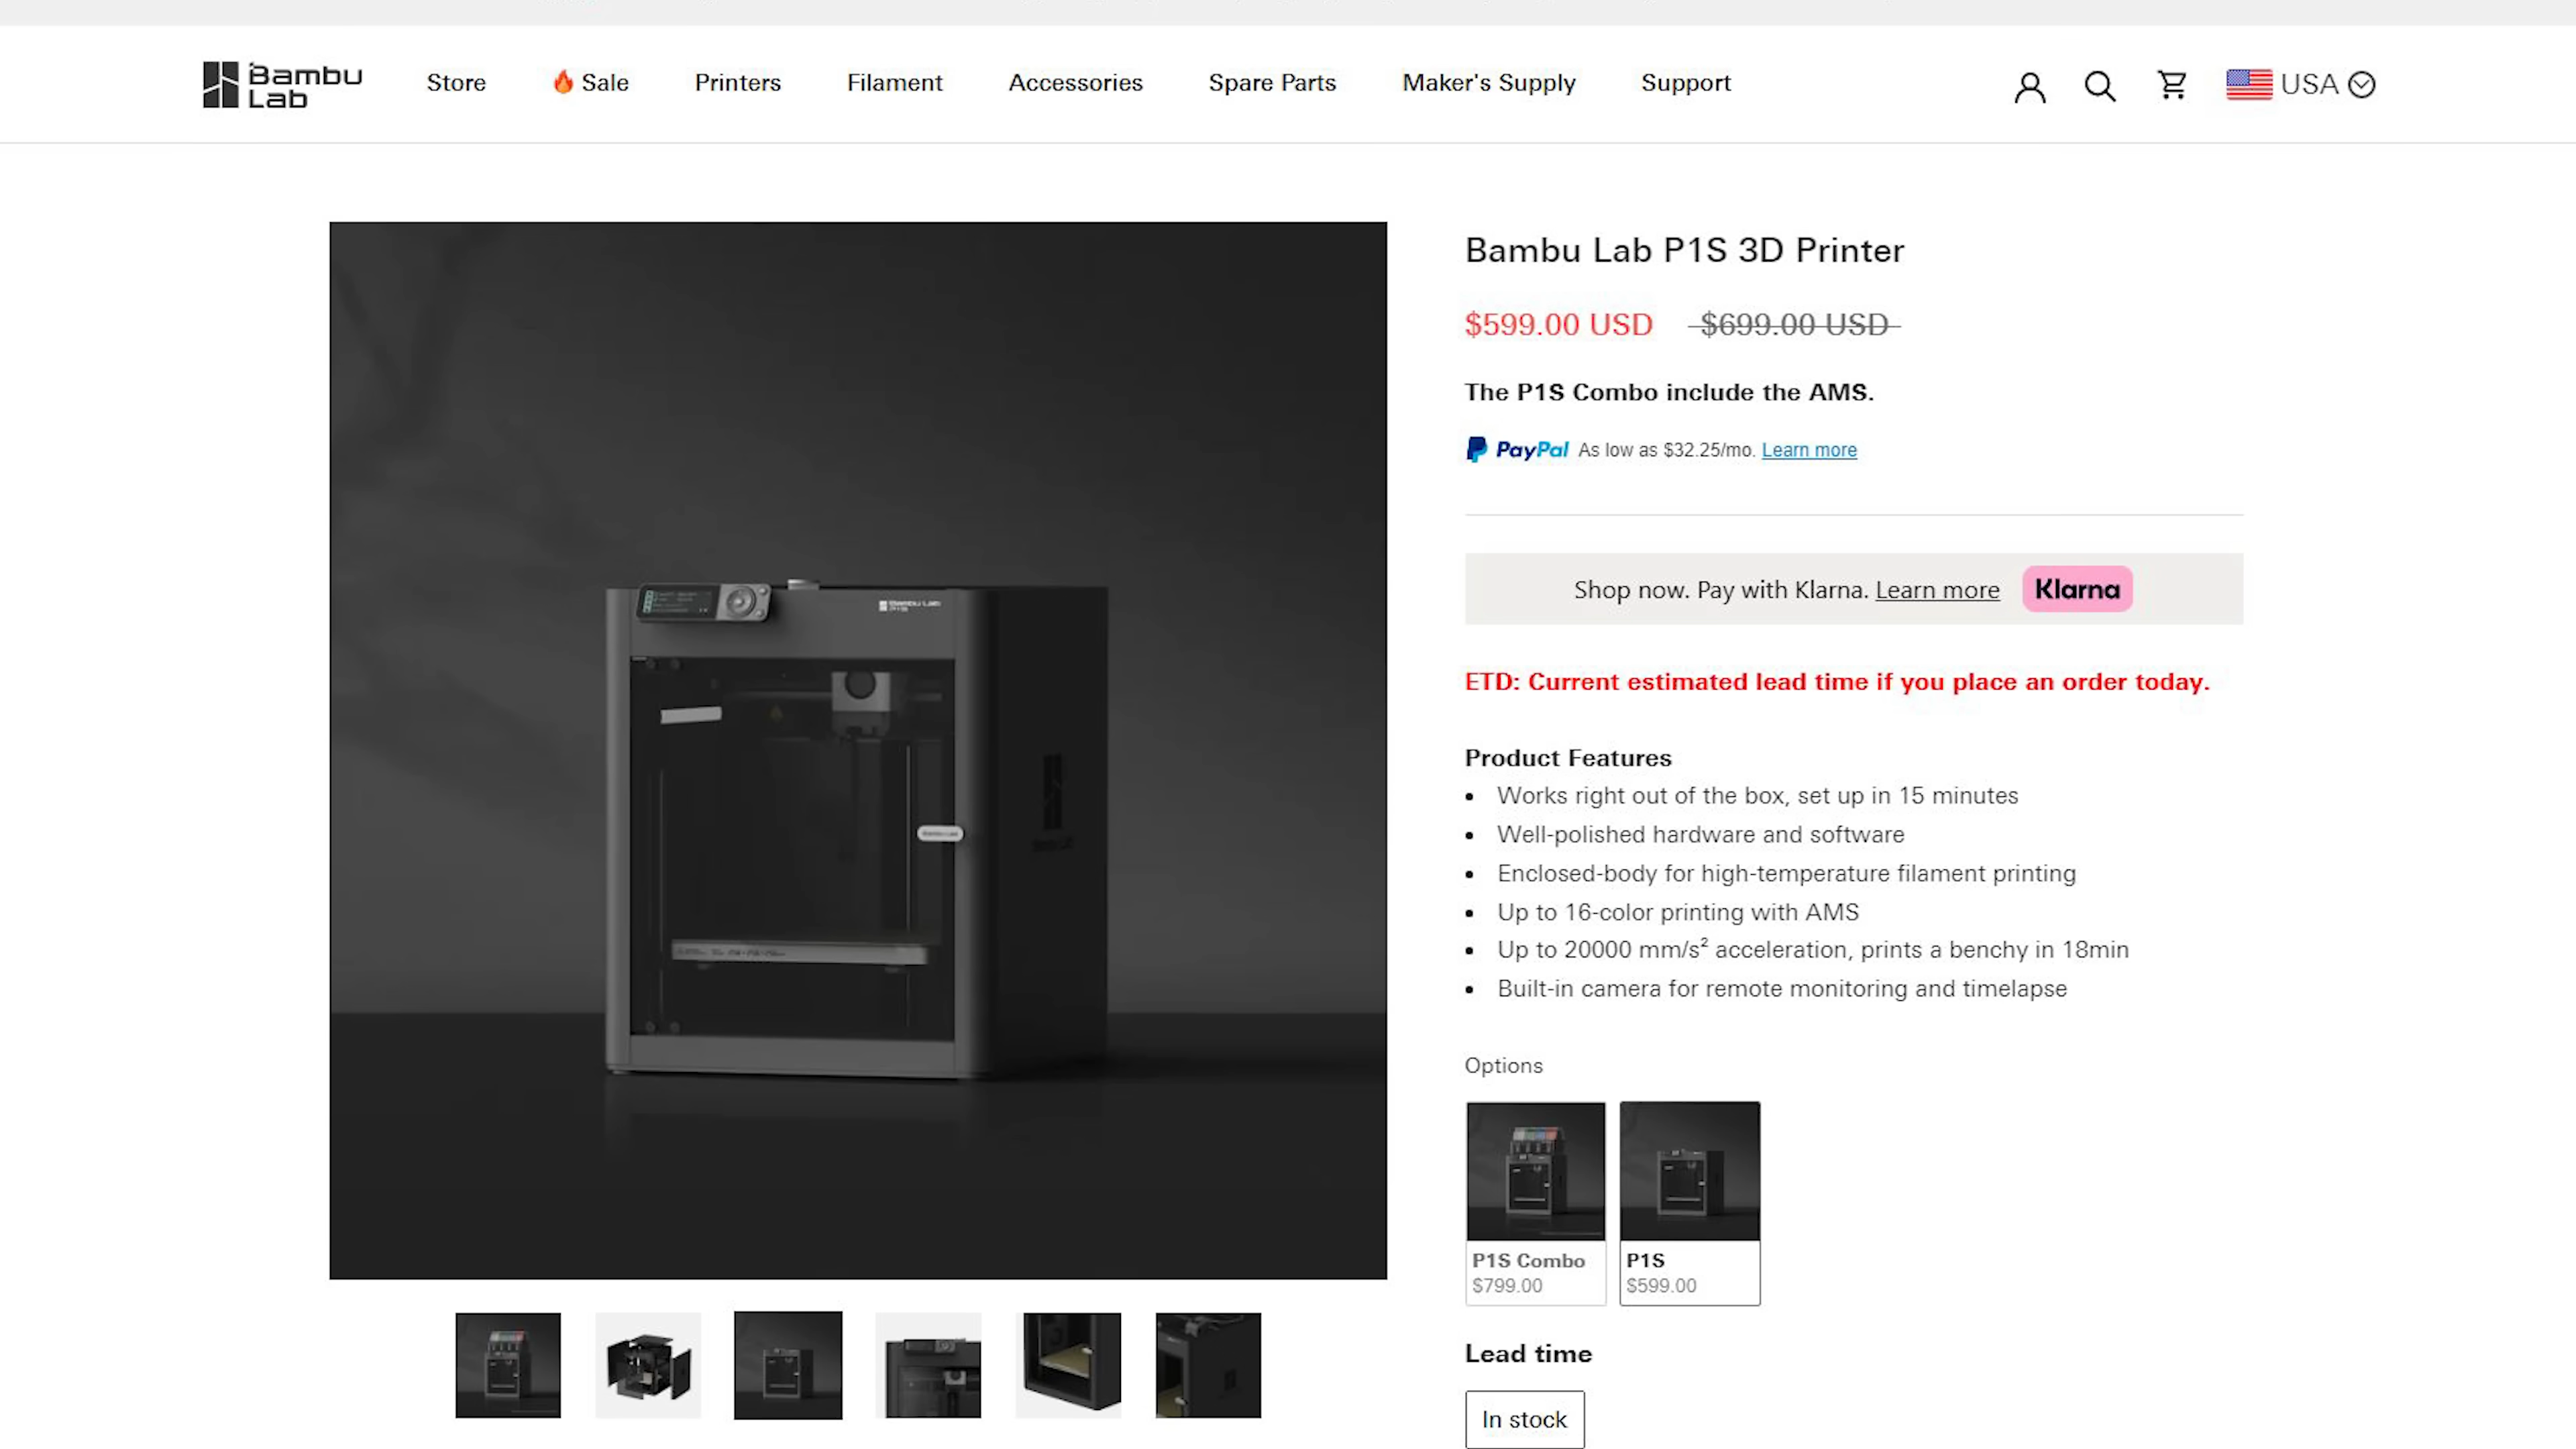 Bambu
Lab
Store
Sale
Printers
Filament
Accessories
Spare Parts
Maker's Supply
Support
USA
Bambu Lab P1S 3D Printer
$599.00 USD $699.00 USD
The P1S Combo include the AMS.
PayPal As low as $32.25/mo. Learn more
Shop now. Pay with Klarna. Learn more Klarna
ETD: Current estimated lead time if you place an order today.
Product Features
• Works right out of the box, set up in 15 minutes
• Well-polished hardware and software
• Enclosed-body for high-temperature filament printing
• Up to 16-color printing with AMS
• Up to 20000 mm/s² acceleration, prints a benchy in 18min
• Built-in camera for remote monitoring and timelapse
Options
P1S Combo
$799.00
P1S
$599.00
Lead time
In stock
Bambu Lab
P1S